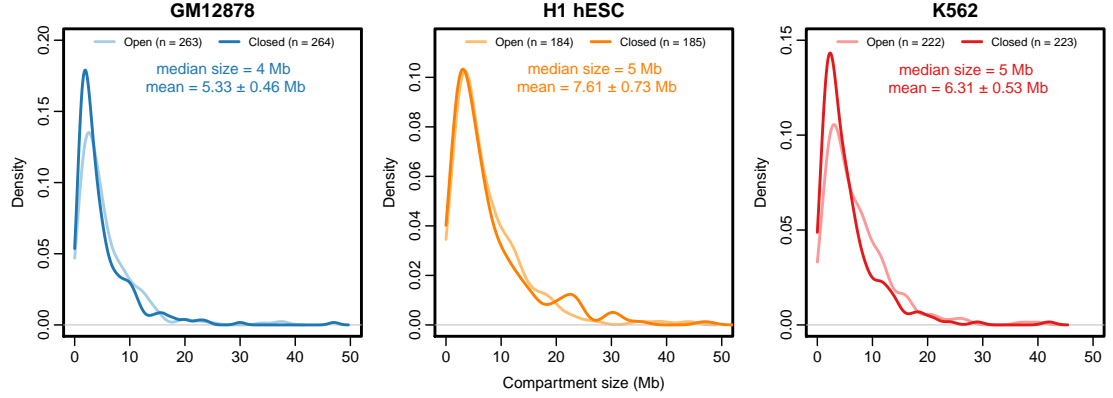 GM12878
Open (n = 263) Closed (n = 264)
median size = 4 Mb
mean = 5.33 ± 0.46 Mb
Density
0.00
0.05
0.10
0.15
0.20
0 10 20 30 40 50
H1 hESC
Open (n = 184) Closed (n = 185)
median size = 5 Mb
mean = 7.61 ± 0.73 Mb
Density
0.00
0.02
0.04
0.06
0.08
0.10
0 10 20 30 40 50
Compartment size (Mb)
K562
Open (n = 222) Closed (n = 223)
median size = 5 Mb
mean = 6.31 ± 0.53 Mb
Density
0.00
0.05
0.10
0.15
0 10 20 30 40 50